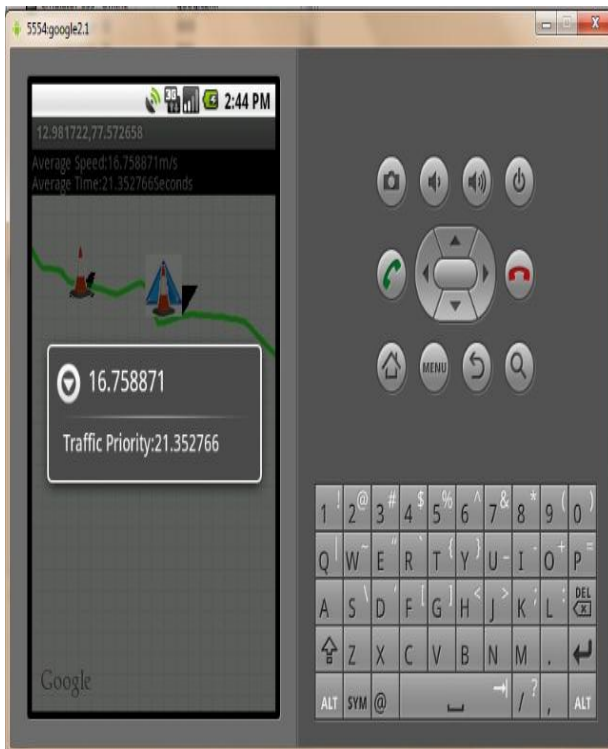 5554:google2.1
X
3G
2:44 PM
12.981722,77.572658
Average Speed:16.758871m/s
Average Time:21.352766Seconds
16.758871
Traffic Priority:21.352766
Google
MENU
1 ! 2 @ 3 # 4 $ 5 % 6 ^ 7 & 8 * 9 ( 0 )
Q | W ~ E " R ` T { Y } U _ I - O + P =
A S \ D ' F [ G ] H < J > K ; L : DEL
Z X C V B N M .
ALT SYM @ / ? , ALT